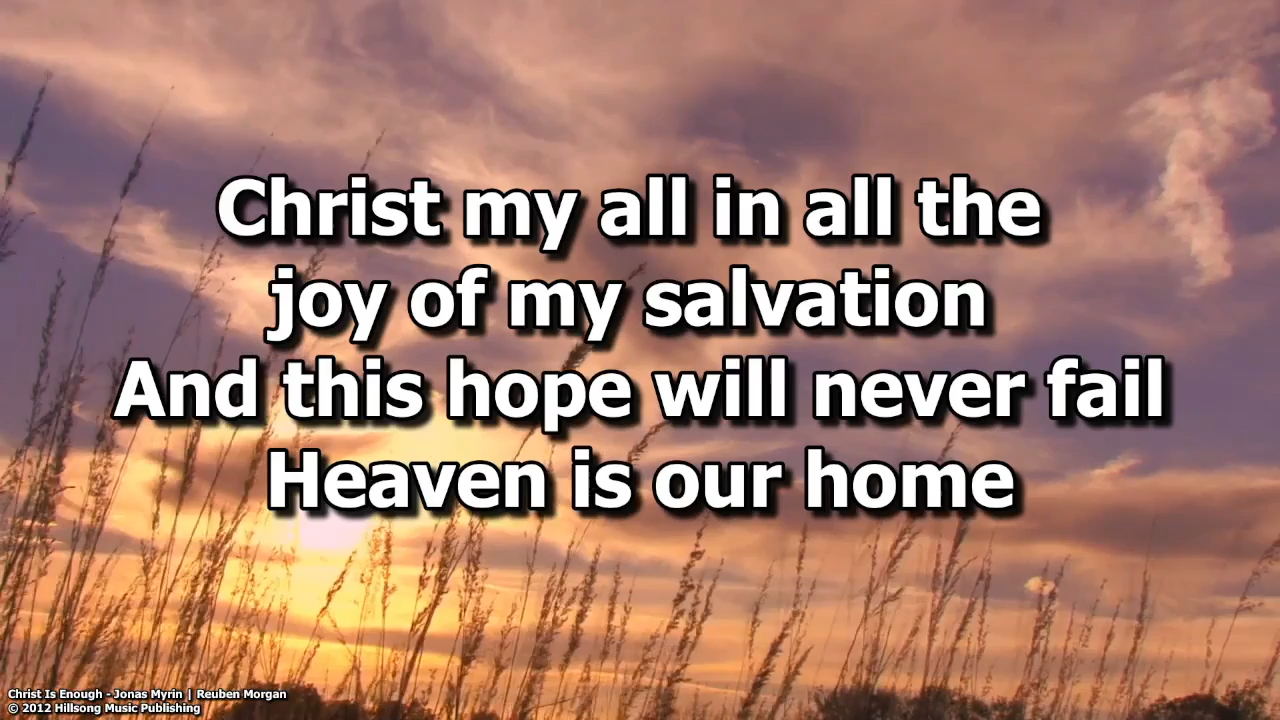 Christ my all in all the
joy of my salvation
And this hope will never fail
Heaven is our home
Christ Is Enough - Jonas Myrin | Reuben Morgan
© 2012 Hillsong Music Publishing